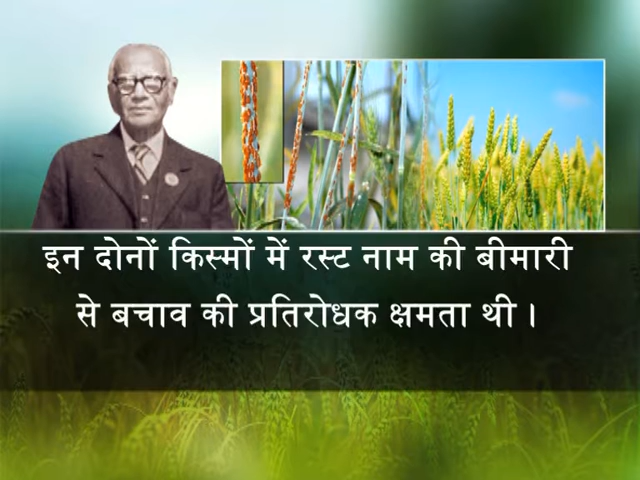 इन दोनों किस्मों में रस्ट नाम की बीमारी
से बचाव की प्रतिरोधक क्षमता थी ।